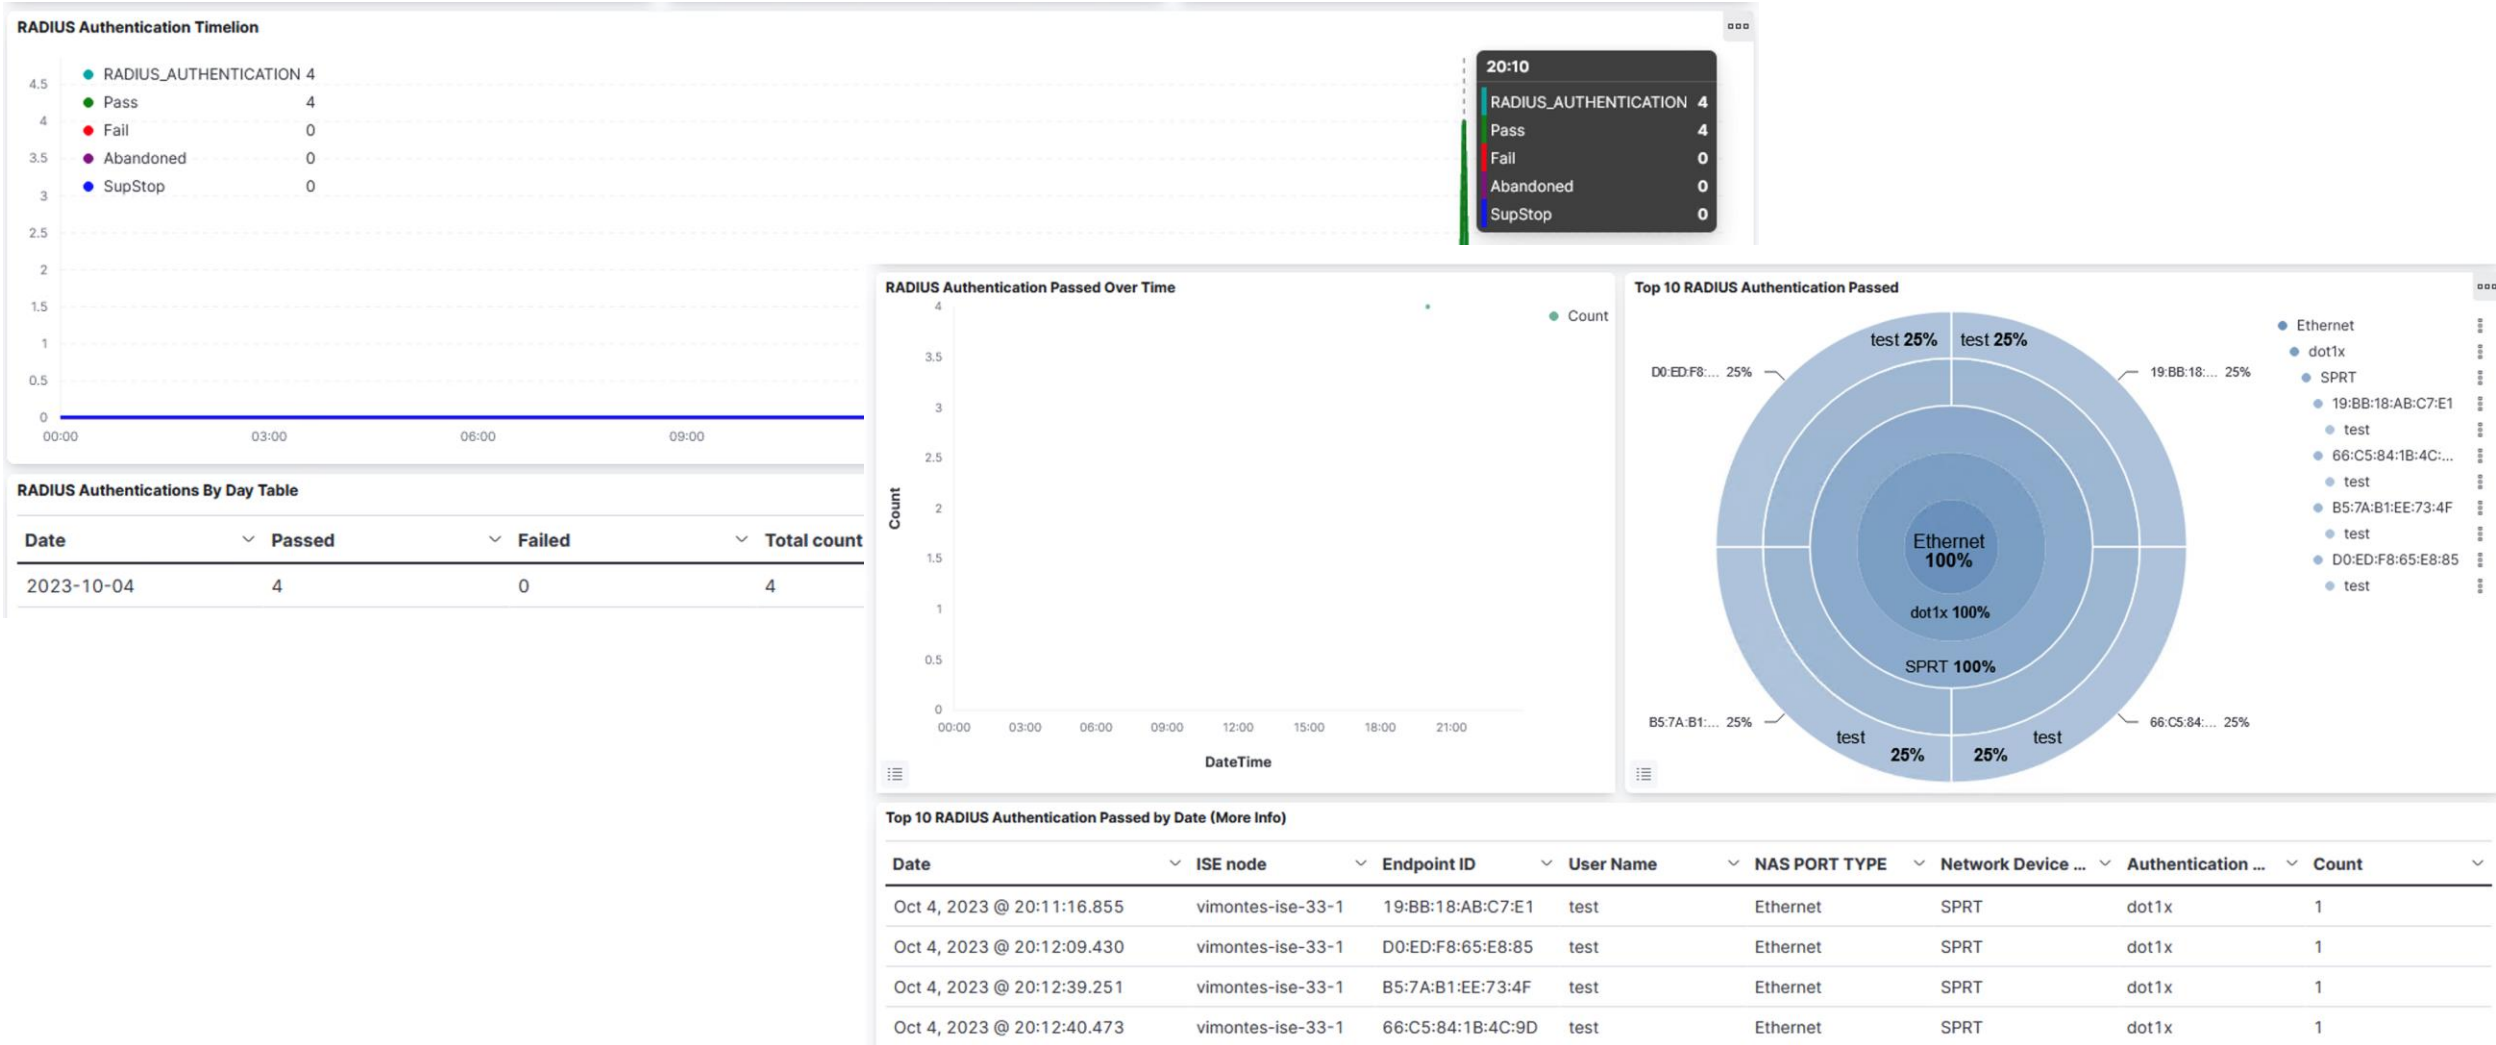 RADIUS Authentication Timelion
RADIUS_AUTHENTICATION 4
Pass 4
Fail 0
Abandoned 0
SupStop 0
4.5
4
3.5
3
2.5
2
1.5
1
0.5
0
00:00 03:00 06:00 09:00
20:10
RADIUS_AUTHENTICATION 4
Pass 4
Fail 0
Abandoned 0
SupStop 0
RADIUS Authentications By Day Table
Date Passed Failed Total count
2023-10-04 4 0 4
RADIUS Authentication Passed Over Time
Count
4
3.5
3
2.5
2
1.5
1
0.5
0
Count
00:00 03:00 06:00 09:00 12:00 15:00 18:00 21:00
DateTime
Top 10 RADIUS Authentication Passed
test 25% test 25%
D0:ED:F8:... 25%
19:BB:18:... 25%
Ethernet
100%
dot1x 100%
SPRT 100%
B5:7A:B1:... 25%
66:C5:84:... 25%
test
25%
test
25%
Ethernet
dot1x
SPRT
19:BB:18:AB:C7:E1
test
66:C5:84:1B:4C:...
test
B5:7A:B1:EE:73:4F
test
D0:ED:F8:65:E8:85
test
Top 10 RADIUS Authentication Passed by Date (More Info)
Date ISE node Endpoint ID User Name NAS PORT TYPE Network Device ... Authentication ... Count
Oct 4, 2023 @ 20:11:16.855 vimontes-ise-33-1 19:BB:18:AB:C7:E1 test Ethernet SPRT dot1x 1
Oct 4, 2023 @ 20:12:09.430 vimontes-ise-33-1 D0:ED:F8:65:E8:85 test Ethernet SPRT dot1x 1
Oct 4, 2023 @ 20:12:39.251 vimontes-ise-33-1 B5:7A:B1:EE:73:4F test Ethernet SPRT dot1x 1
Oct 4, 2023 @ 20:12:40.473 vimontes-ise-33-1 66:C5:84:1B:4C:9D test Ethernet SPRT dot1x 1